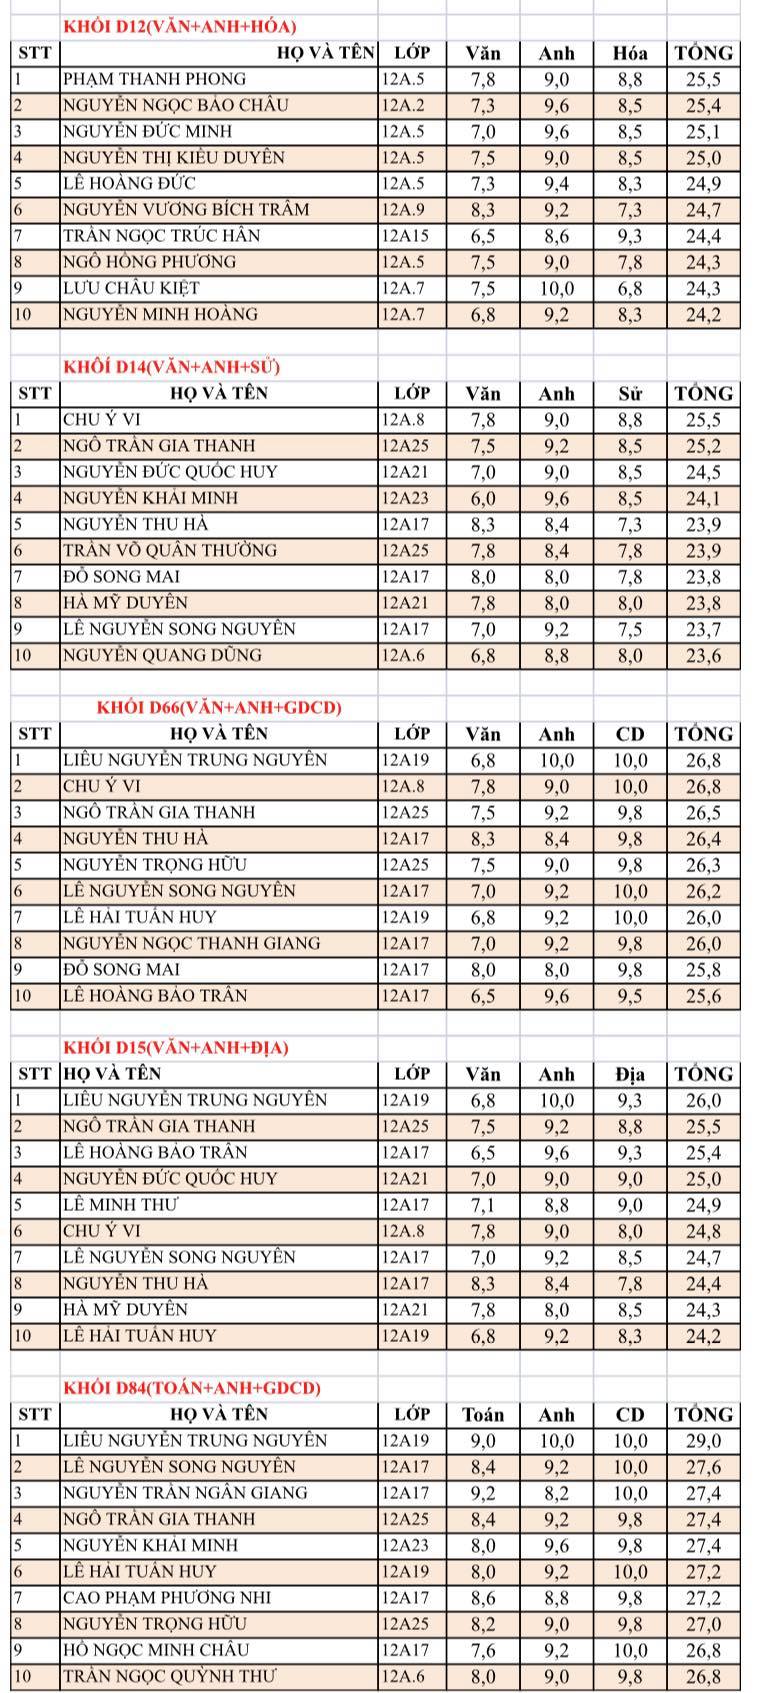 KHỐI D12(VĂN+ANH+HÓA)
STT HỌ VÀ TÊN LỚP Văn Anh Hóa TỔNG
1 PHẠM THANH PHONG 12A.5 7,8 9,0 8,8 25,5
2 NGUYỄN NGỌC BẢO CHÂU 12A.2 7,3 9,6 8,5 25,4
3 NGUYỄN ĐỨC MINH 12A.5 7,0 9,6 8,5 25,1
4 NGUYỄN THỊ KIỀU DUYÊN 12A.5 7,5 9,0 8,5 25,0
5 LÊ HOÀNG ĐỨC 12A.5 7,3 9,4 8,3 24,9
6 NGUYỄN VƯƠNG BÍCH TRÂM 12A.9 8,3 9,2 7,3 24,7
7 TRẦN NGỌC TRÚC HÂN 12A15 6,5 8,6 9,3 24,4
8 NGÔ HỒNG PHƯƠNG 12A.5 7,5 9,0 7,8 24,3
9 LƯU CHÂU KIỆT 12A.7 7,5 10,0 6,8 24,3
10 NGUYỄN MINH HOÀNG 12A.7 6,8 9,2 8,3 24,2
KHỐI D14(VĂN+ANH+SỬ)
STT HỌ VÀ TÊN LỚP Văn Anh Sử TỔNG
1 CHU Ý VI 12A.8 7,8 9,0 8,8 25,5
2 NGÔ TRẦN GIA THANH 12A25 7,5 9,2 8,5 25,2
3 NGUYỄN ĐỨC QUỐC HUY 12A21 7,0 9,0 8,5 24,5
4 NGUYỄN KHẢI MINH 12A23 6,0 9,6 8,5 24,1
5 NGUYỄN THU HÀ 12A17 8,3 8,4 7,3 23,9
6 TRẦN VÕ QUÂN THƯỜNG 12A25 7,8 8,4 7,8 23,9
7 ĐỖ SONG MAI 12A17 8,0 8,0 7,8 23,8
8 HÀ MỸ DUYÊN 12A21 7,8 8,0 8,0 23,8
9 LÊ NGUYỄN SONG NGUYÊN 12A17 7,0 9,2 7,5 23,7
10 NGUYỄN QUANG DŨNG 12A.6 6,8 8,8 8,0 23,6
KHỐI D66(VĂN+ANH+GDCD)
STT HỌ VÀ TÊN LỚP Văn Anh CD TỔNG
1 LIÊU NGUYỄN TRUNG NGUYÊN 12A19 6,8 10,0 10,0 26,8
2 CHU Ý VI 12A.8 7,8 9,0 10,0 26,8
3 NGÔ TRẦN GIA THANH 12A25 7,5 9,2 9,8 26,5
4 NGUYỄN THU HÀ 12A17 8,3 8,4 9,8 26,4
5 NGUYỄN TRỌNG HỮU 12A25 7,5 9,0 9,8 26,3
6 LÊ NGUYỄN SONG NGUYÊN 12A17 7,0 9,2 10,0 26,2
7 LÊ HẢI TUẤN HUY 12A19 6,8 9,2 10,0 26,0
8 NGUYỄN NGỌC THANH GIANG 12A17 7,0 9,2 9,8 26,0
9 ĐỖ SONG MAI 12A17 8,0 8,0 9,8 25,8
10 LÊ HOÀNG BẢO TRÂN 12A17 6,5 9,6 9,5 25,6
KHỐI D15(VĂN+ANH+ĐỊA)
STT HỌ VÀ TÊN LỚP Văn Anh Địa TỔNG
1 LIÊU NGUYỄN TRUNG NGUYÊN 12A19 6,8 10,0 9,3 26,0
2 NGÔ TRẦN GIA THANH 12A25 7,5 9,2 8,8 25,5
3 LÊ HOÀNG BẢO TRÂN 12A17 6,5 9,6 9,3 25,4
4 NGUYỄN ĐỨC QUỐC HUY 12A21 7,0 9,0 9,0 25,0
5 LÊ MINH THƯ 12A17 7,1 8,8 9,0 24,9
6 CHU Ý VI 12A.8 7,8 9,0 8,0 24,8
7 LÊ NGUYỄN SONG NGUYÊN 12A17 7,0 9,2 8,5 24,7
8 NGUYỄN THU HÀ 12A17 8,3 8,4 7,8 24,4
9 HÀ MỸ DUYÊN 12A21 7,8 8,0 8,5 24,3
10 LÊ HẢI TUẤN HUY 12A19 6,8 9,2 8,3 24,2
KHỐI D84(TOÁN+ANH+GDCD)
STT HỌ VÀ TÊN LỚP Toán Anh CD TỔNG
1 LIÊU NGUYỄN TRUNG NGUYÊN 12A19 9,0 10,0 10,0 29,0
2 LÊ NGUYỄN SONG NGUYÊN 12A17 8,4 9,2 10,0 27,6
3 NGUYỄN TRẦN NGÂN GIANG 12A17 9,2 8,2 10,0 27,4
4 NGÔ TRẦN GIA THANH 12A25 8,4 9,2 9,8 27,4
5 NGUYỄN KHẢI MINH 12A23 8,0 9,6 9,8 27,4
6 LÊ HẢI TUẤN HUY 12A19 8,0 9,2 10,0 27,2
7 CAO PHẠM PHƯƠNG NHI 12A17 8,6 8,8 9,8 27,2
8 NGUYỄN TRỌNG HỮU 12A25 8,2 9,0 9,8 27,0
9 HỒ NGỌC MINH CHÂU 12A17 7,6 9,2 10,0 26,8
10 TRẦN NGỌC QUỲNH THƯ 12A.6 8,0 9,0 9,8 26,8